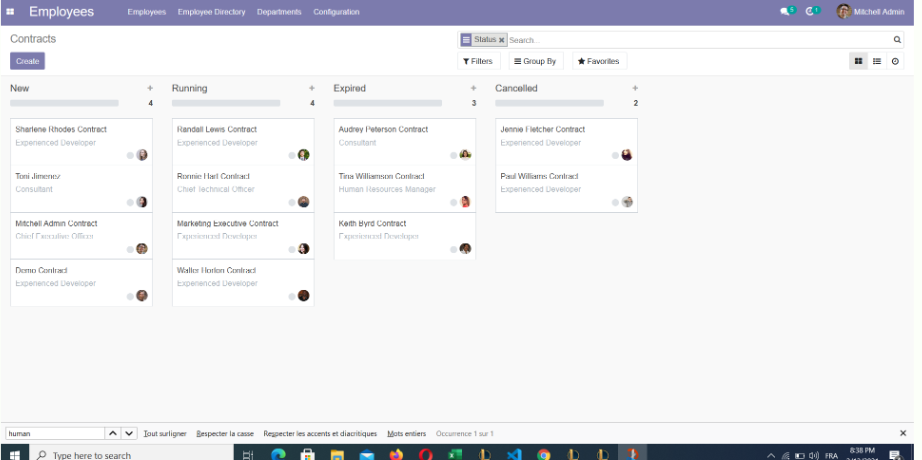 Employees Employees Employee Directory Departments Configuration 5 1 Mitchell Admin
Contracts Status × Search...
Create Filters Group By Favorites
New + Running + Expired + Cancelled +
4 4 3 2
Sharlene Rhodes Contract
Experienced Developer
Toni Jimenez
Consultant
Mitchell Admin Contract
Chief Executive Officer
Demo Contract
Experienced Developer
Randall Lewis Contract
Experienced Developer
Ronnie Hart Contract
Chief Technical Officer
Marketing Executive Contract
Experienced Developer
Walter Horton Contract
Experienced Developer
Audrey Peterson Contract
Consultant
Tina Williamson Contract
Human Resources Manager
Keith Byrd Contract
Experienced Developer
Jennie Fletcher Contract
Experienced Developer
Paul Williams Contract
Experienced Developer
human Tout surligner Respecter la casse Respecter les accents et diacritiques Mots entiers Occurrence 1 sur 1
Type here to search FRA 8:38 PM